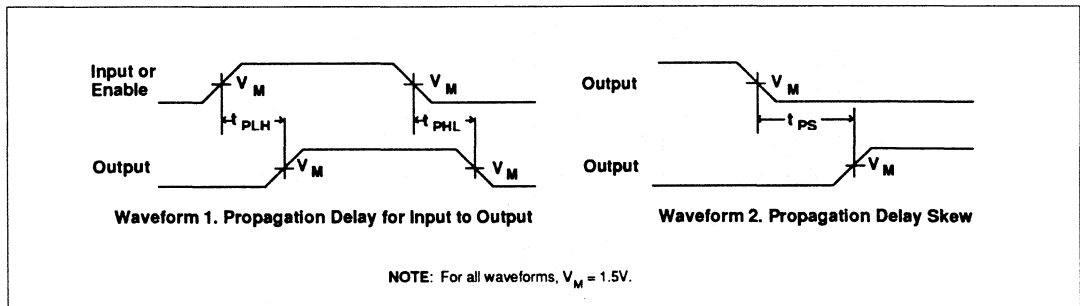 Input or
Enable
V M
V M
t PLH
t PHL
Output
V M
V M
Waveform 1. Propagation Delay for Input to Output
Output
V M
t PS
Output
V M
Waveform 2. Propagation Delay Skew
NOTE: For all waveforms, V M = 1.5V.